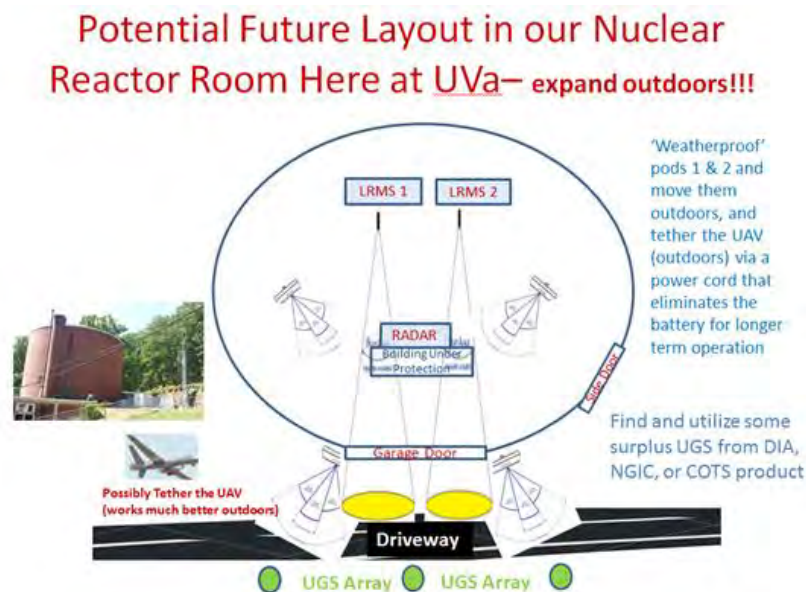 Potential Future Layout in our Nuclear
Reactor Room Here at UVa– expand outdoors!!!
'Weatherproof'
pods 1 & 2 and
move them
outdoors, and
tether the UAV
(outdoors) via a
power cord that
eliminates the
battery for longer
term operation
LRMS 1
LRMS 2
RADAR
Building Under
Protection
Side Door
Garage Door
Find and utilize some
surplus UGS from DIA,
NGIC, or COTS product
Possibly Tether the UAV
(works much better outdoors)
Driveway
UGS Array
UGS Array